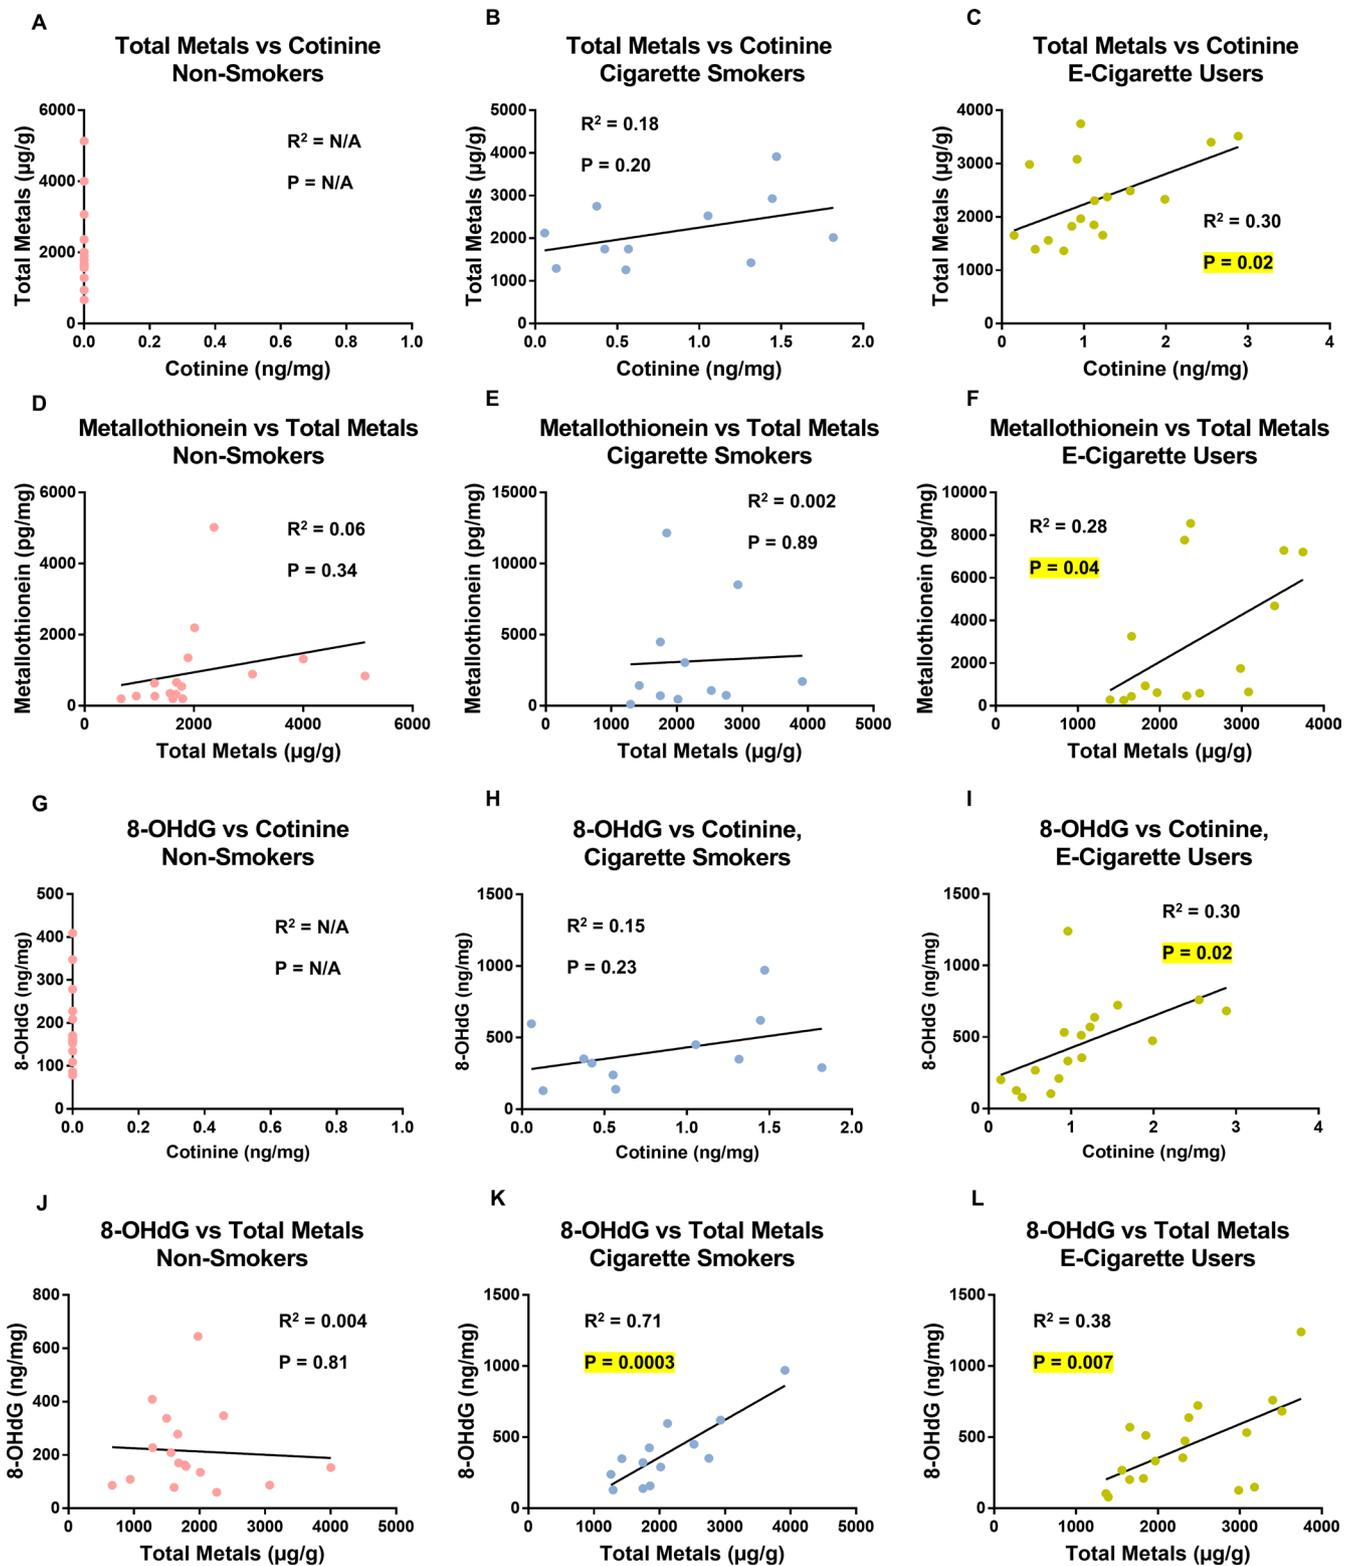 A
Total Metals vs Cotinine
Non-Smokers
R² = N/A
P = N/A
Total Metals (µg/g)
6000
4000
2000
0
0.0 0.2 0.4 0.6 0.8 1.0
Cotinine (ng/mg)
B
Total Metals vs Cotinine
Cigarette Smokers
R² = 0.18
P = 0.20
Total Metals (µg/g)
5000
4000
3000
2000
1000
0
0.0 0.5 1.0 1.5 2.0
Cotinine (ng/mg)
C
Total Metals vs Cotinine
E-Cigarette Users
R² = 0.30
P = 0.02
Total Metals (µg/g)
4000
3000
2000
1000
0
0 1 2 3 4
Cotinine (ng/mg)
D
Metallothionein vs Total Metals
Non-Smokers
R² = 0.06
P = 0.34
Metallothionein (pg/mg)
6000
4000
2000
0
0 2000 4000 6000
Total Metals (µg/g)
E
Metallothionein vs Total Metals
Cigarette Smokers
R² = 0.002
P = 0.89
Metallothionein (pg/mg)
15000
10000
5000
0
0 1000 2000 3000 4000 5000
Total Metals (µg/g)
F
Metallothionein vs Total Metals
E-Cigarette Users
R² = 0.28
P = 0.04
Metallothionein (pg/mg)
10000
8000
6000
4000
2000
0
0 1000 2000 3000 4000
Total Metals (µg/g)
G
8-OHdG vs Cotinine
Non-Smokers
R² = N/A
P = N/A
8-OHdG (ng/mg)
500
400
300
200
100
0
0.0 0.2 0.4 0.6 0.8 1.0
Cotinine (ng/mg)
H
8-OHdG vs Cotinine,
Cigarette Smokers
R² = 0.15
P = 0.23
8-OHdG (ng/mg)
1500
1000
500
0
0.0 0.5 1.0 1.5 2.0
Cotinine (ng/mg)
I
8-OHdG vs Cotinine,
E-Cigarette Users
R² = 0.30
P = 0.02
8-OHdG (ng/mg)
1500
1000
500
0
0 1 2 3 4
Cotinine (ng/mg)
J
8-OHdG vs Total Metals
Non-Smokers
R² = 0.004
P = 0.81
8-OHdG (ng/mg)
800
600
400
200
0
0 1000 2000 3000 4000 5000
Total Metals (µg/g)
K
8-OHdG vs Total Metals
Cigarette Smokers
R² = 0.71
P = 0.0003
8-OHdG (ng/mg)
1500
1000
500
0
0 1000 2000 3000 4000 5000
Total Metals (µg/g)
L
8-OHdG vs Total Metals
E-Cigarette Users
R² = 0.38
P = 0.007
8-OHdG (ng/mg)
1500
1000
500
0
0 1000 2000 3000 4000
Total Metals (µg/g)